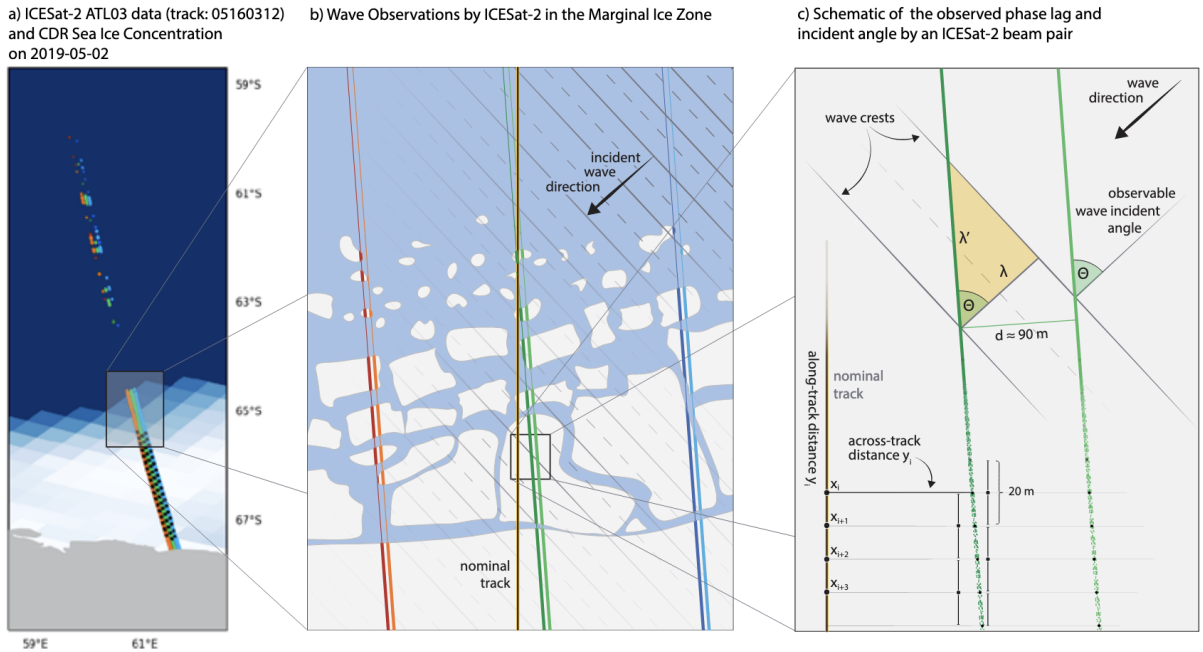 a) ICESat-2 ATL03 data (track: 05160312)
and CDR Sea Ice Concentration
on 2019-05-02
59°S
61°S
63°S
65°S
67°S
59°E
61°E
b) Wave Observations by ICESat-2 in the Marginal Ice Zone
incident
wave
direction
nominal
track
c) Schematic of the observed phase lag and
incident angle by an ICESat-2 beam pair
wave
direction
wave crests
observable
wave incident
angle
λ′
λ
Θ
Θ
d ≈ 90 m
along-track distance yᵢ
nominal
track
across-track
distance yᵢ
20 m
xᵢ
xᵢ₊₁
xᵢ₊₂
xᵢ₊₃